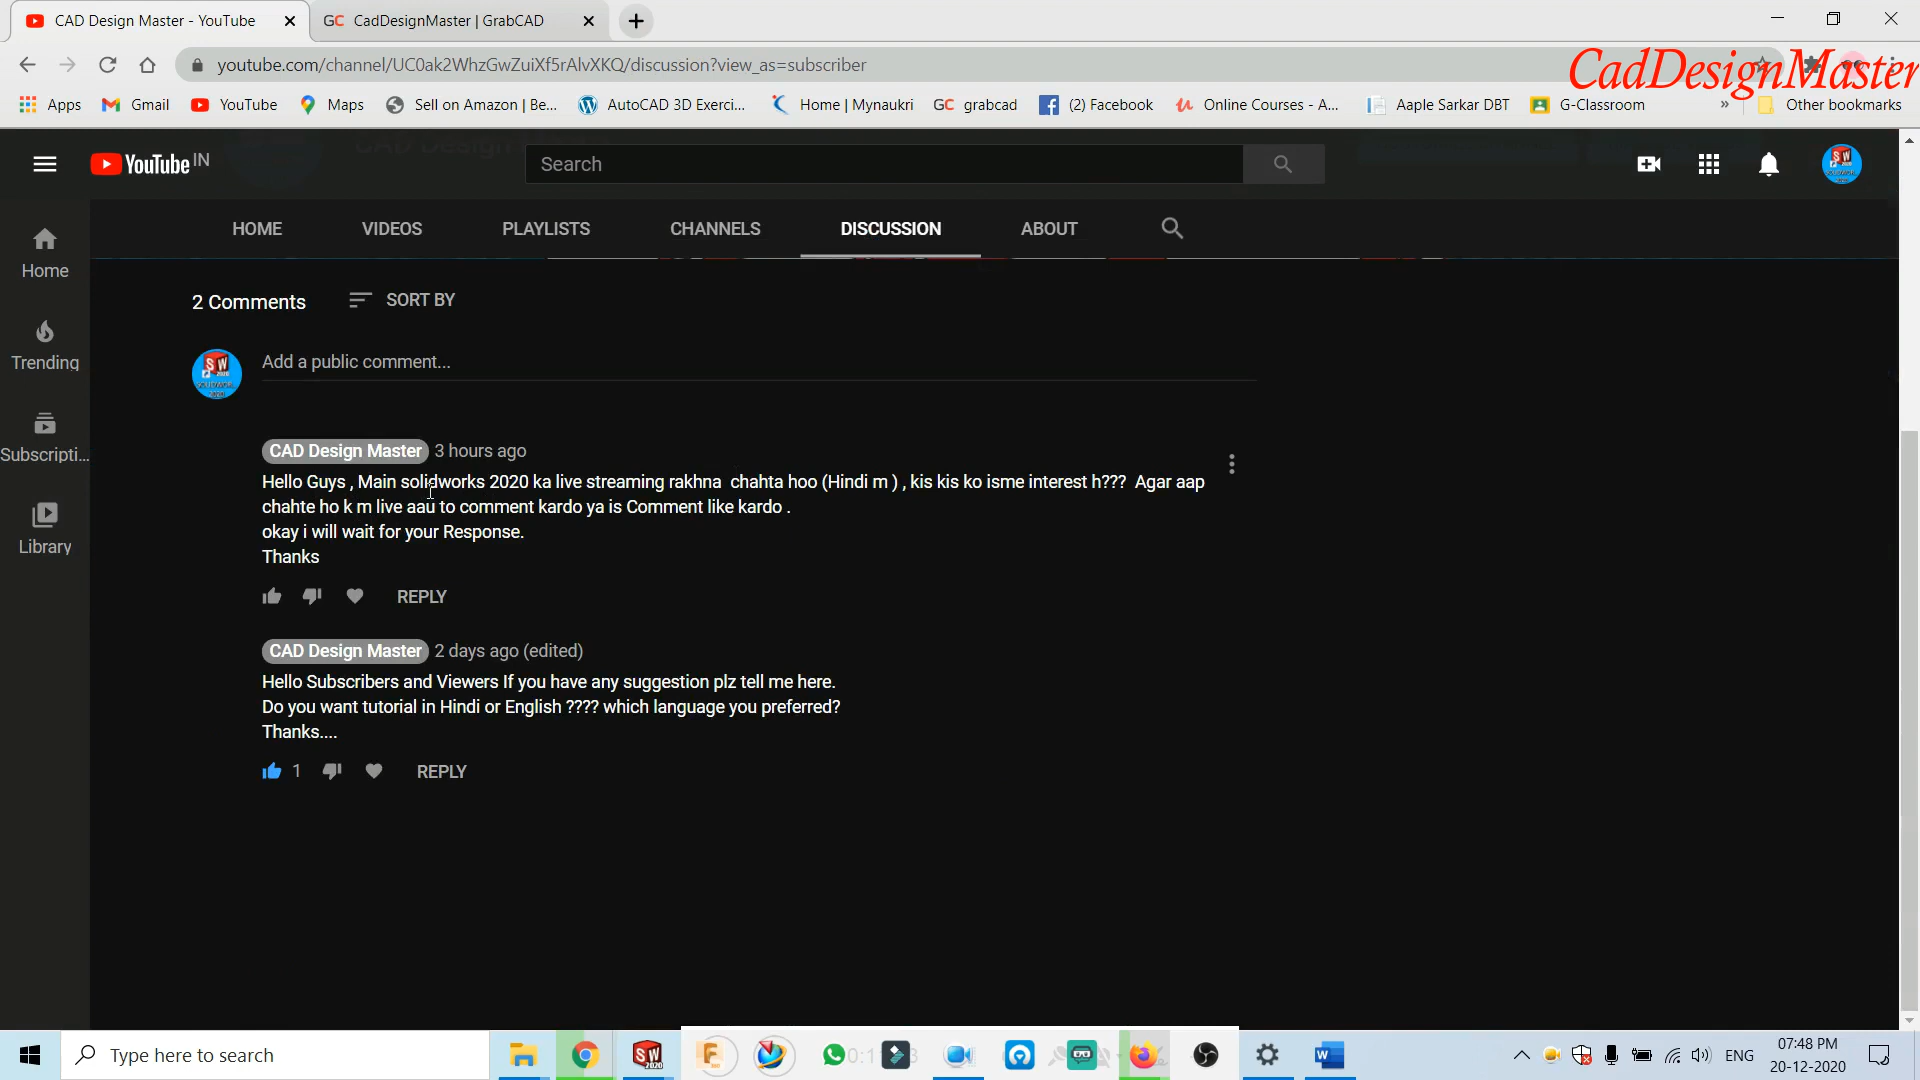 CAD Design Master - YouTube
GC CadDesignMaster | GrabCAD
youtube.com/channel/UC0ak2WhzGwZuiXf5rAlvXKQ/discussion?view_as=subscriber
CadDesignMaster
Apps Gmail YouTube Maps Sell on Amazon | Be... AutoCAD 3D Exerci... Home | Mynaukri GC grabcad (2) Facebook Online Courses - A... Aaple Sarkar DBT G-Classroom » Other bookmarks
YouTube IN
Search
HOME VIDEOS PLAYLISTS CHANNELS DISCUSSION ABOUT
Home
Trending
Subscripti...
Library
2 Comments SORT BY
Add a public comment...
CAD Design Master 3 hours ago
Hello Guys , Main solidworks 2020 ka live streaming rakhna  chahta hoo (Hindi m ) , kis kis ko isme interest h???  Agar aap
chahte ho k m live aau to comment kardo ya is Comment like kardo .
okay i will wait for your Response.
Thanks
REPLY
CAD Design Master 2 days ago (edited)
Hello Subscribers and Viewers If you have any suggestion plz tell me here.
Do you want tutorial in Hindi or English ???? which language you preferred?
Thanks....
1 REPLY
Type here to search
ENG
07:48 PM
20-12-2020